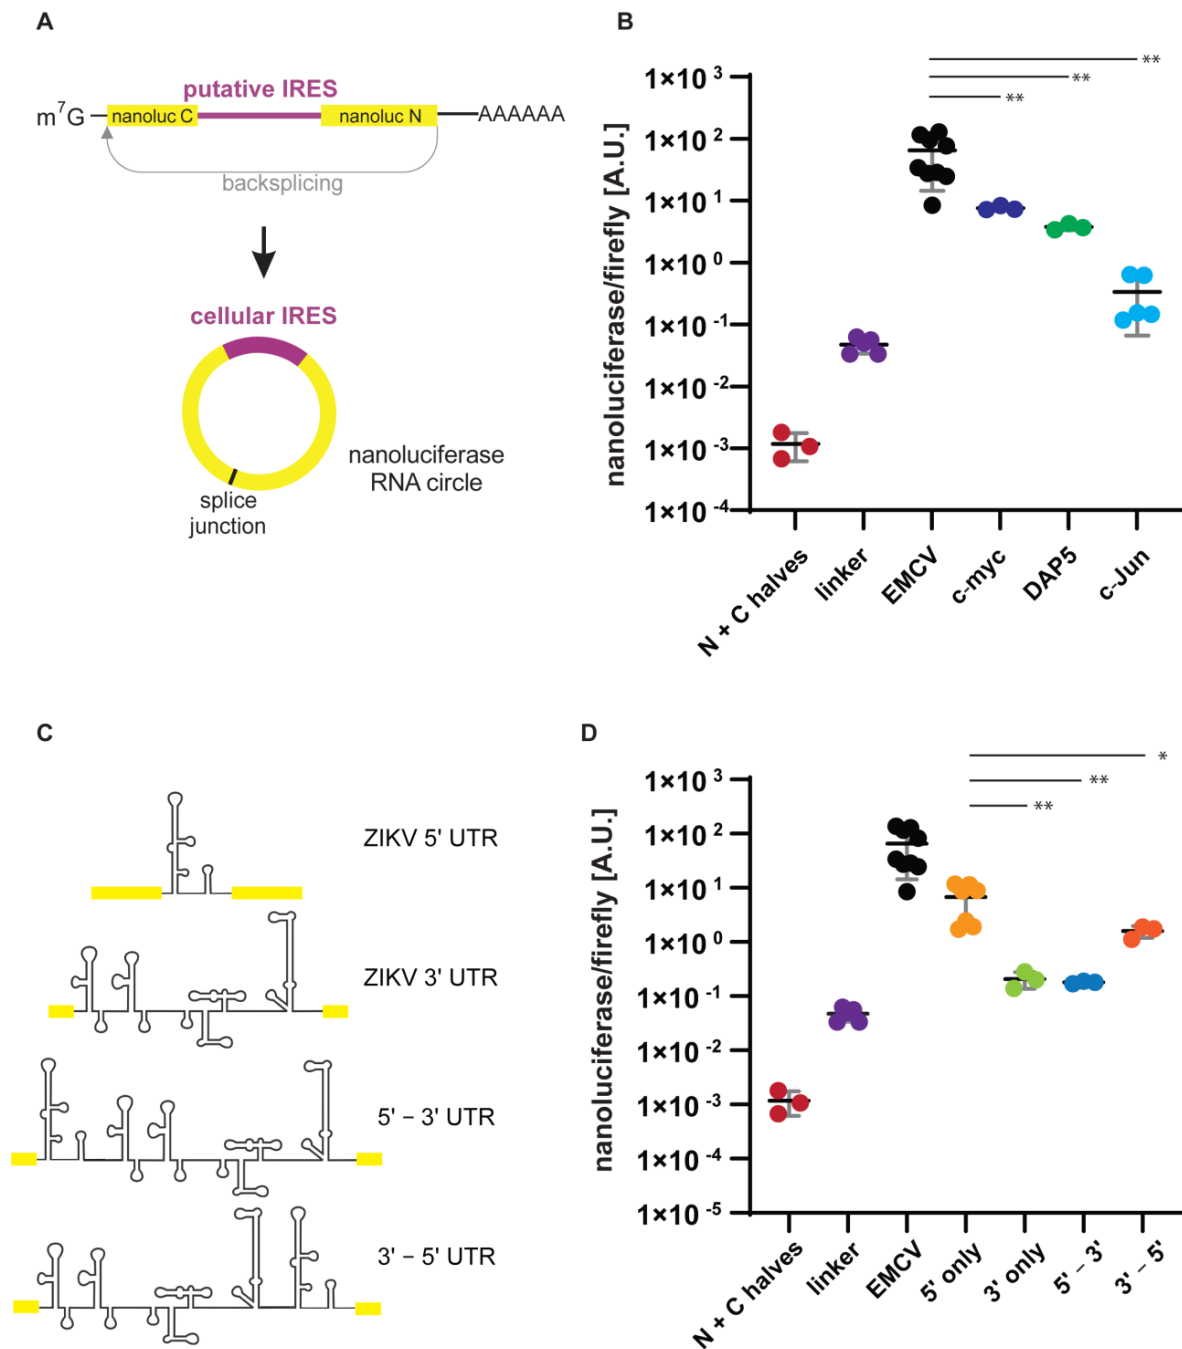 A
putative IRES
m⁷G
nanoluc C
nanoluc N
AAAAAA
backsplicing
cellular IRES
nanoluciferase
RNA circle
splice
junction
B
**
**
**
nanoluciferase/firefly [A.U.]
1×10 ³
1×10 ²
1×10 ¹
1×10 ⁰
1×10 ⁻¹
1×10 ⁻²
1×10 ⁻³
1×10 ⁻⁴
N + C halves
linker
EMCV
c-myc
DAP5
c-Jun
C
ZIKV 5' UTR
ZIKV 3' UTR
5' – 3' UTR
3' – 5' UTR
D
*
**
**
nanoluciferase/firefly [A.U.]
1×10 ³
1×10 ²
1×10 ¹
1×10 ⁰
1×10 ⁻¹
1×10 ⁻²
1×10 ⁻³
1×10 ⁻⁴
1×10 ⁻⁵
N + C halves
linker
EMCV
5' only
3' only
5' – 3'
3' – 5'